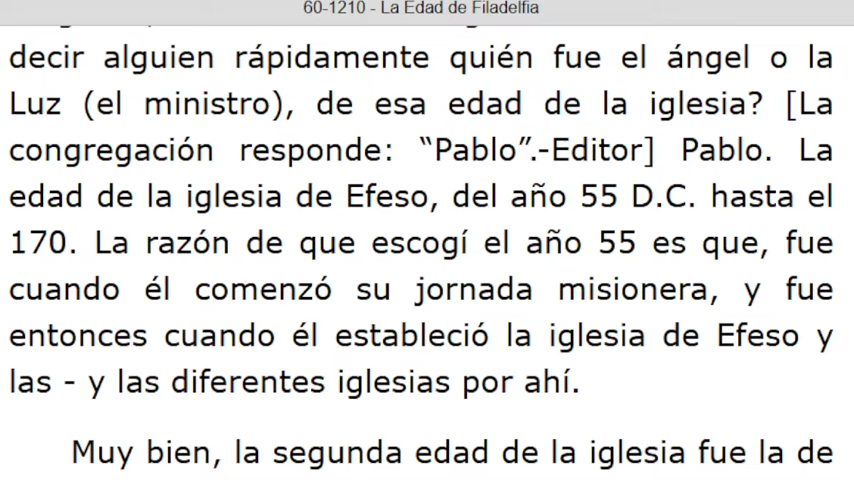 60-1210 - La Edad de Filadelfia
decir alguien rápidamente quién fue el ángel o la
Luz (el ministro), de esa edad de la iglesia? [La
congregación responde: “Pablo”.-Editor] Pablo. La
edad de la iglesia de Efeso, del año 55 D.C. hasta el
170. La razón de que escogí el año 55 es que, fue
cuando él comenzó su jornada misionera, y fue
entonces cuando él estableció la iglesia de Efeso y
las - y las diferentes iglesias por ahí.
Muy bien, la segunda edad de la iglesia fue la de